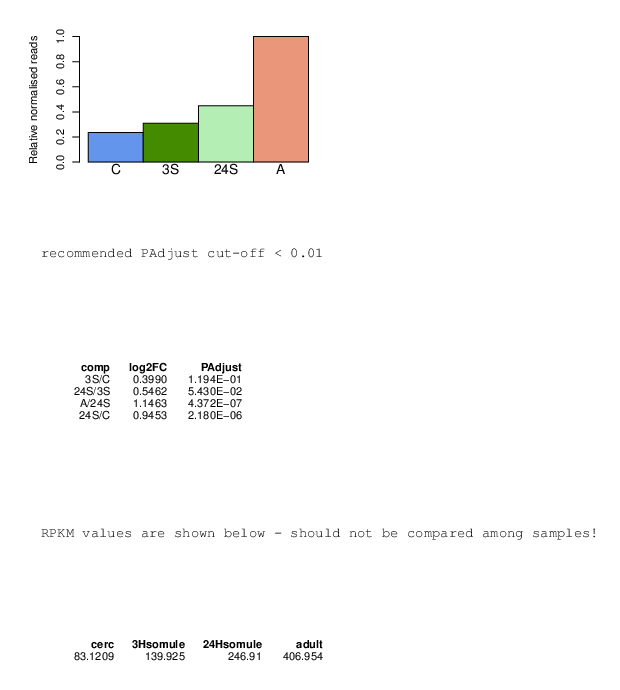 Relative normalised reads
1.0
0.8
0.6
0.4
0.2
0.0
C 3S 24S A
recommended PAdjust cut-off < 0.01
comp log2FC PAdjust
3S/C 0.3990 1.194E−01
24S/3S 0.5462 5.430E−02
A/24S 1.1463 4.372E−07
24S/C 0.9453 2.180E−06
RPKM values are shown below - should not be compared among samples!
cerc 3Hsomule 24Hsomule adult
83.1209 139.925 246.91 406.954